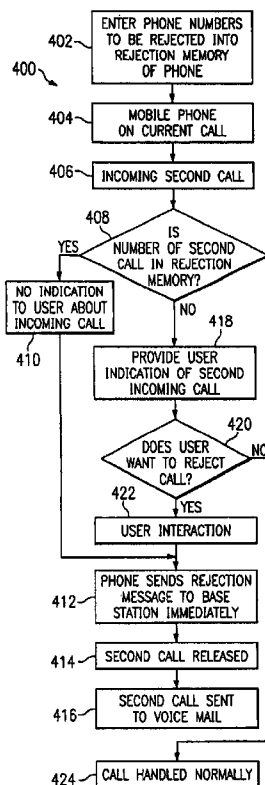 402
ENTER PHONE NUMBERS
TO BE REJECTED INTO
REJECTION MEMORY
OF PHONE
400
404
MOBILE PHONE
ON CURRENT CALL
406
INCOMING SECOND CALL
408
IS
NUMBER OF SECOND
CALL IN REJECTION
MEMORY?
YES
NO
NO INDICATION
TO USER ABOUT
INCOMING CALL
410
418
PROVIDE USER
INDICATION OF SECOND
INCOMING CALL
420
DOES USER
WANT TO REJECT
CALL?
NO
YES
422
USER INTERACTION
412
PHONE SENDS REJECTION
MESSAGE TO BASE
STATION IMMEDIATELY
414
SECOND CALL RELEASED
416
SECOND CALL SENT
TO VOICE MAIL
424
CALL HANDLED NORMALLY